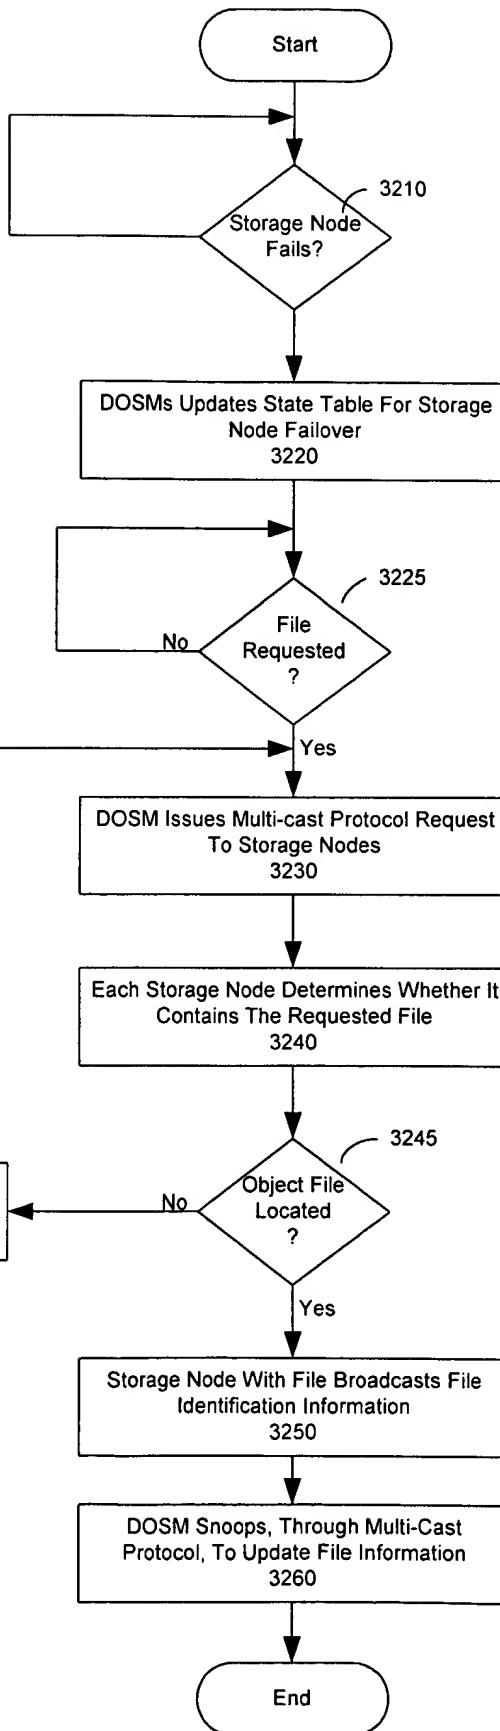 Start
3210
Storage Node
Fails?
DOSMs Updates State Table For Storage
Node Failover
3220
3225
File
Requested
?
No
Yes
DOSM Issues Multi-cast Protocol Request
To Storage Nodes
3230
Each Storage Node Determines Whether It
Contains The Requested File
3240
3245
Object File
Located
?
No
Yes
Storage Node With File Broadcasts File
Identification Information
3250
DOSM Snoops, Through Multi-Cast
Protocol, To Update File Information
3260
End